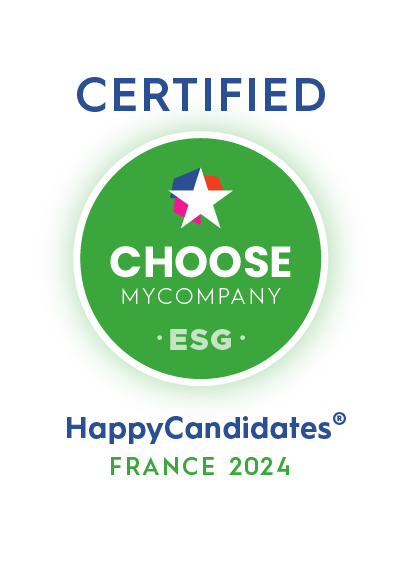 CERTIFIED
CHOOSE
MYCOMPANY
· ESG ·
HappyCandidates®
FRANCE 2024